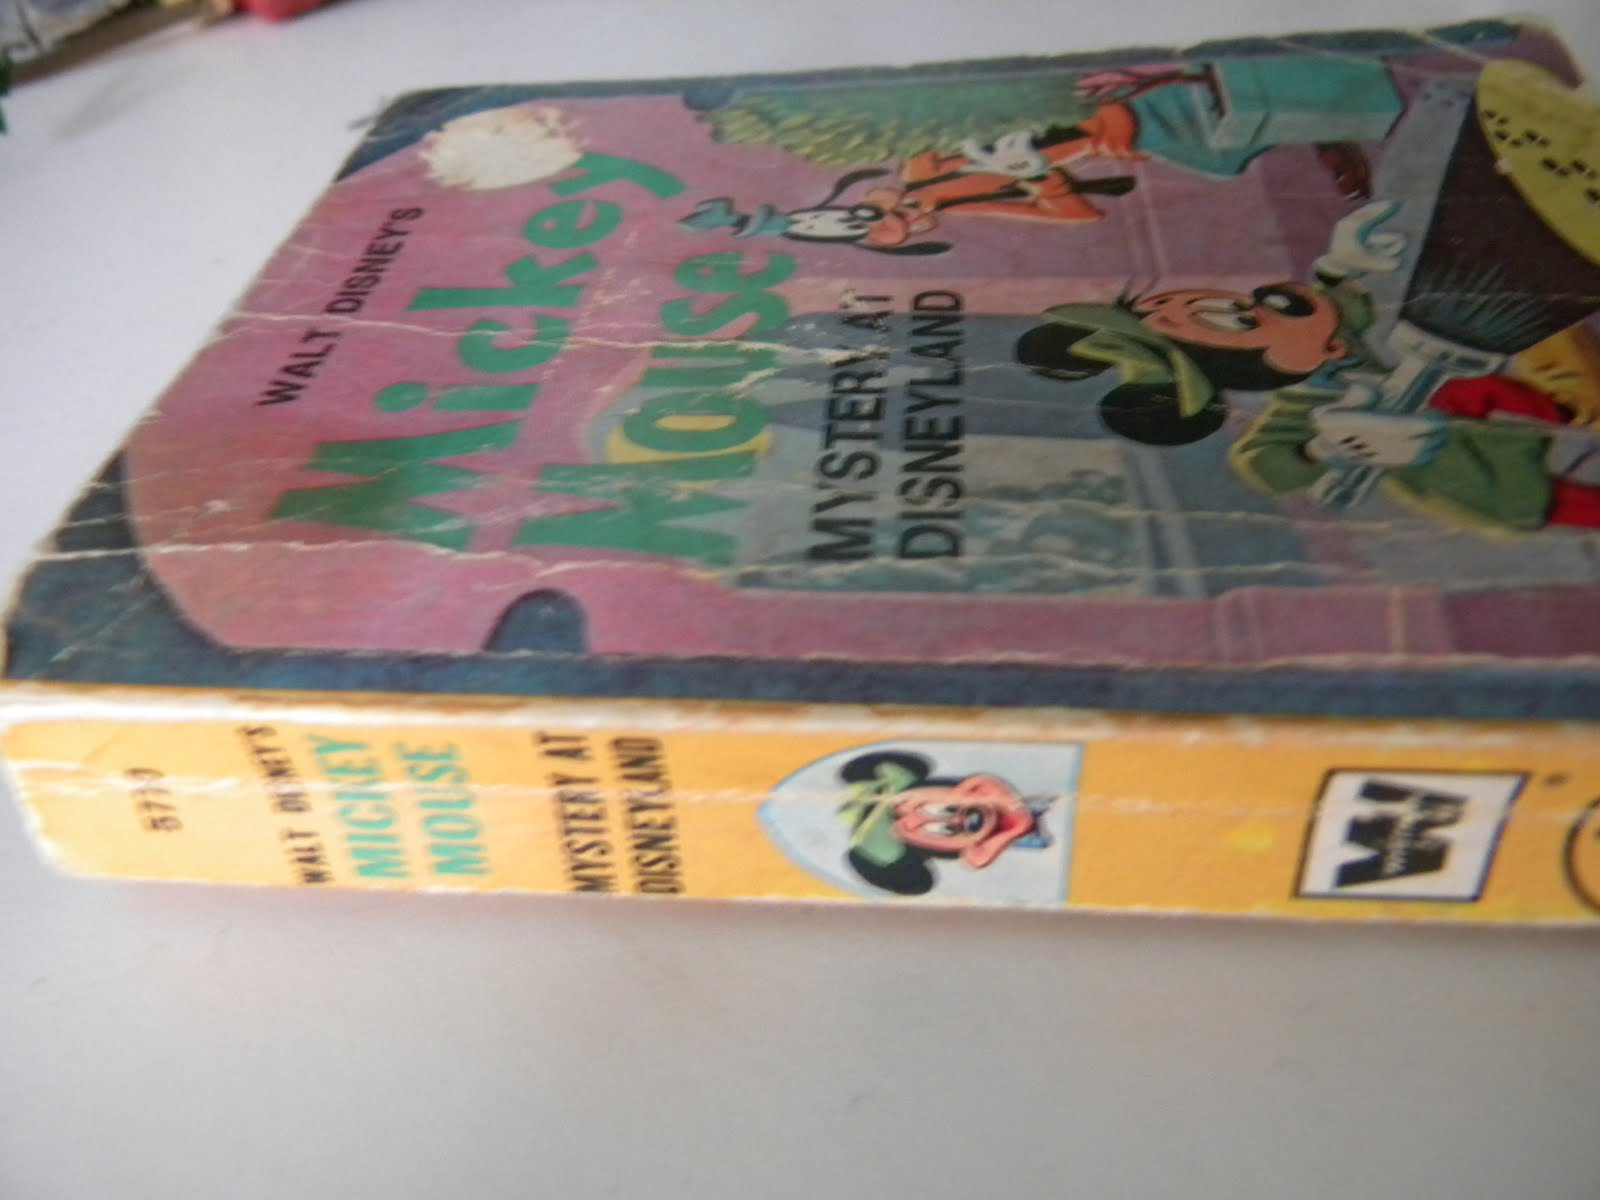 WALT DISNEY'S
Mickey
Mouse
MYSTERY AT
DISNEYLAND
WALT DISNEY'S
MICKEY
MOUSE
MYSTERY AT
DISNEYLAND